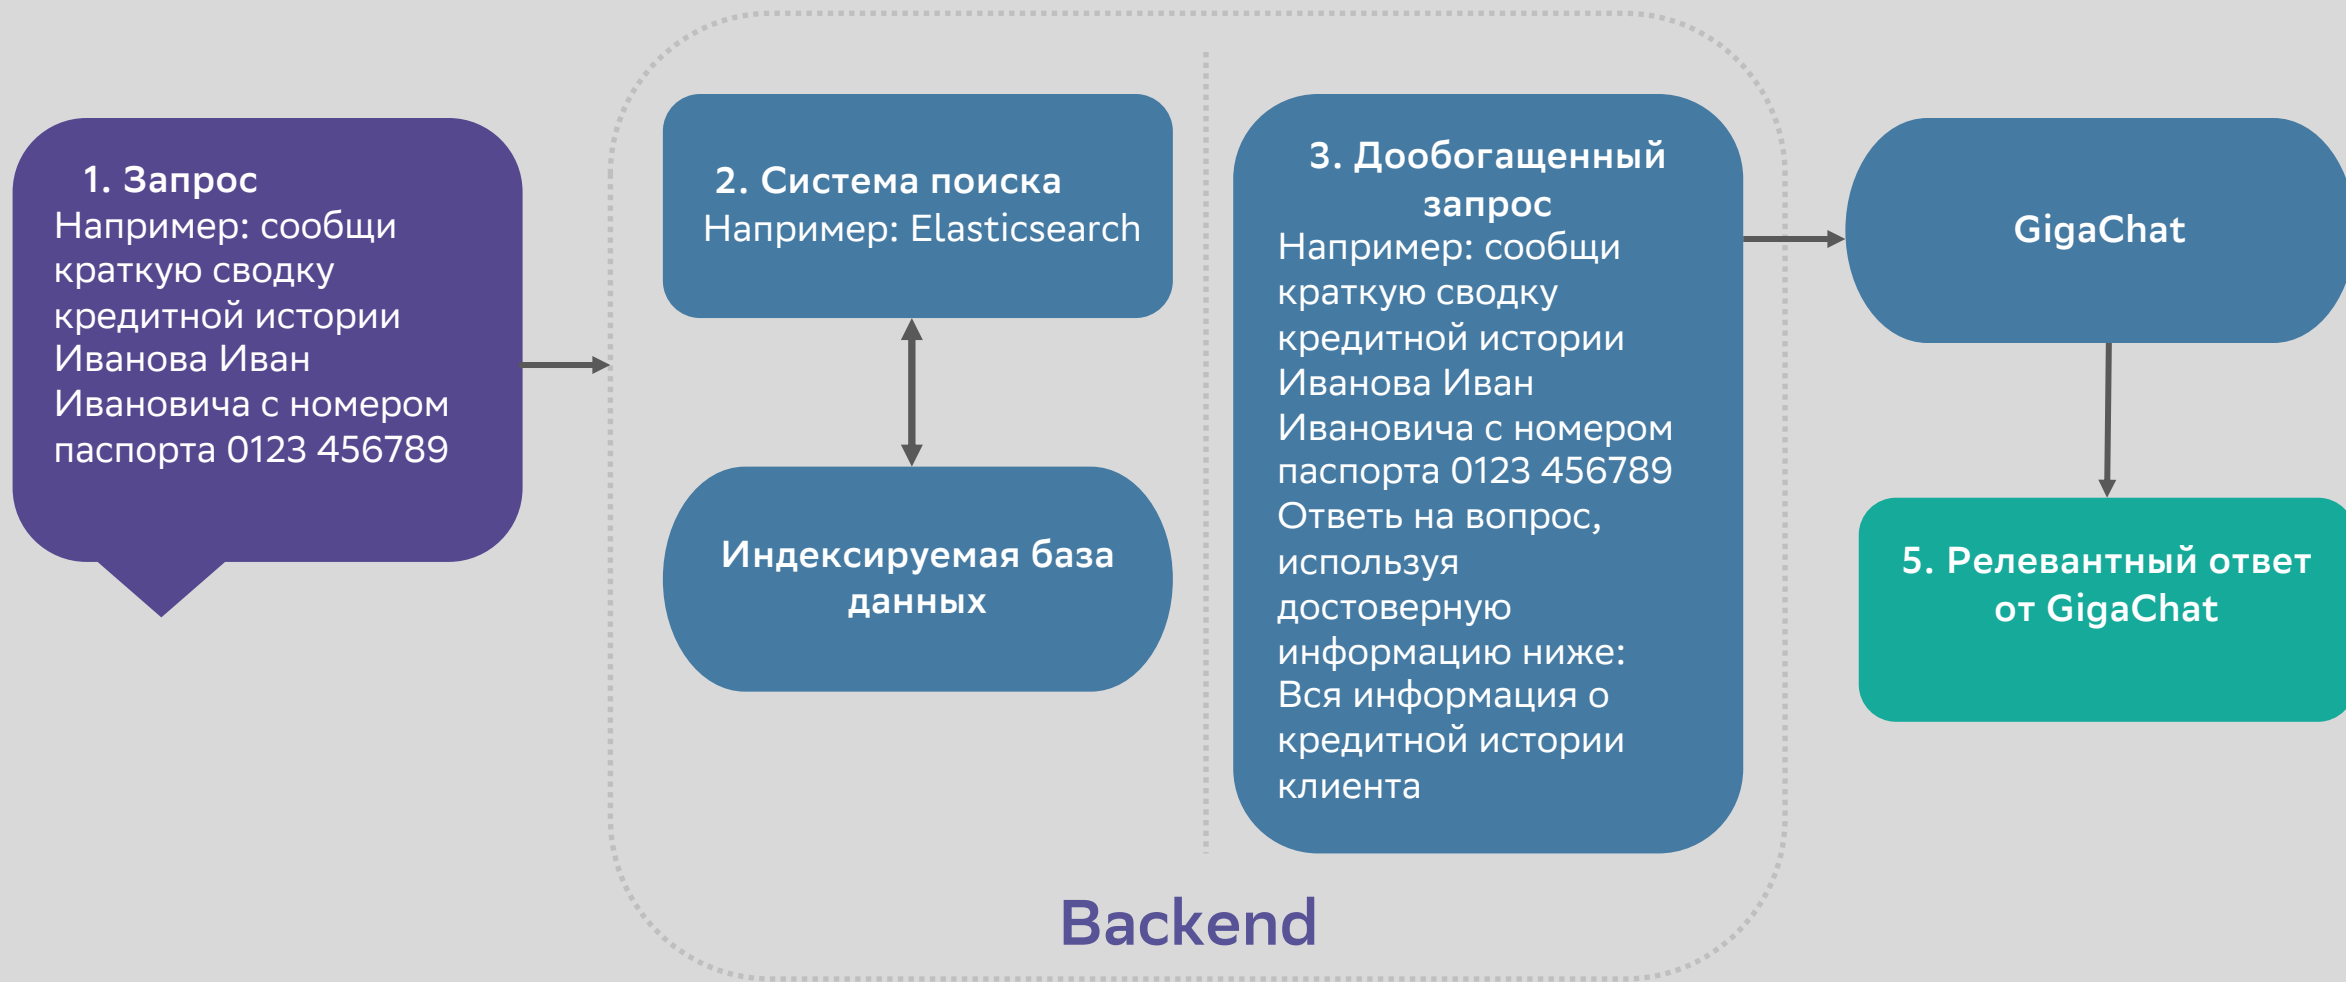 1. Запрос
Например: сообщи
краткую сводку
кредитной истории
Иванова Иван
Ивановича с номером
паспорта 0123 456789
2. Система поиска
Например: Elasticsearch
Индексируемая база
данных
3. Дообогащенный
запрос
Например: сообщи
краткую сводку
кредитной истории
Иванова Иван
Ивановича с номером
паспорта 0123 456789
Ответь на вопрос,
используя
достоверную
информацию ниже:
Вся информация о
кредитной истории
клиента
Backend
GigaChat
5. Релевантный ответ
от GigaChat